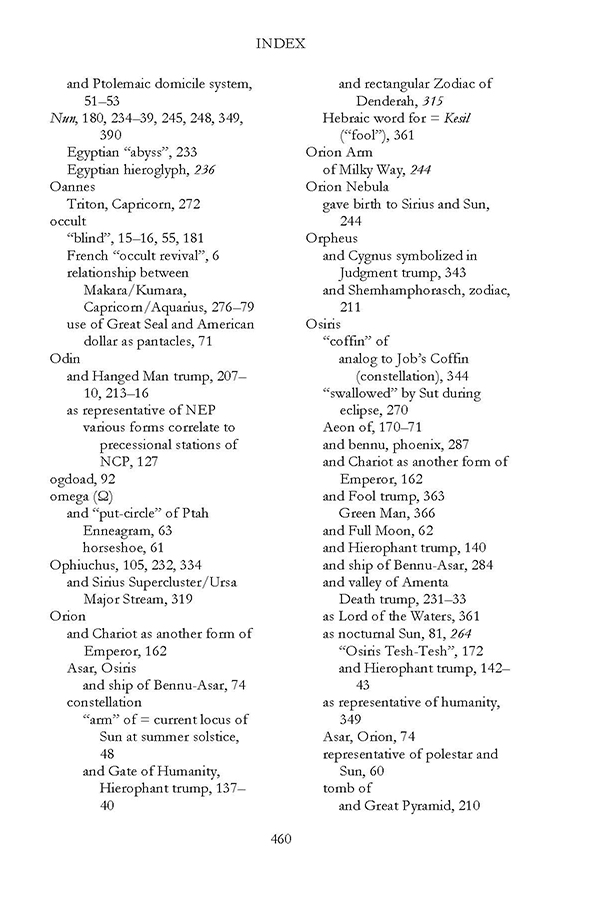 INDEX
and Ptolemaic domicile system,
51–53
Nun, 180, 234–39, 245, 248, 349,
390
Egyptian “abyss”, 233
Egyptian hieroglyph, 236
Oannes
Triton, Capricorn, 272
occult
“blind”, 15–16, 55, 181
French “occult revival”, 6
relationship between
Makara/Kumara,
Capricorn/Aquarius, 276–79
use of Great Seal and American
dollar as pantacles, 71
Odin
and Hanged Man trump, 207–
10, 213–16
as representative of NEP
various forms correlate to
precessional stations of
NCP, 127
ogdoad, 92
omega (Ω)
and “put-circle” of Ptah
Enneagram, 63
horseshoe, 61
Ophiuchus, 105, 232, 334
and Sirius Supercluster/Ursa
Major Stream, 319
Orion
and Chariot as another form of
Emperor, 162
Asar, Osiris
and ship of Bennu-Asar, 74
constellation
“arm” of = current locus of
Sun at summer solstice,
48
and Gate of Humanity,
Hierophant trump, 137–
40
and rectangular Zodiac of
Denderah, 315
Hebraic word for = Kesil
(“fool”), 361
Orion Arm
of Milky Way, 244
Orion Nebula
gave birth to Sirius and Sun,
244
Orpheus
and Cygnus symbolized in
Judgment trump, 343
and Shemhamphorasch, zodiac,
211
Osiris
“coffin” of
analog to Job’s Coffin
(constellation), 344
“swallowed” by Sut during
eclipse, 270
Aeon of, 170–71
and bennu, phoenix, 287
and Chariot as another form of
Emperor, 162
and Fool trump, 363
Green Man, 366
and Full Moon, 62
and Hierophant trump, 140
and ship of Bennu-Asar, 284
and valley of Amenta
Death trump, 231–33
as Lord of the Waters, 361
as nocturnal Sun, 81, 264
“Osiris Tesh-Tesh”, 172
and Hierophant trump, 142–
43
as representative of humanity,
349
Asar, Orion, 74
representative of polestar and
Sun, 60
tomb of
and Great Pyramid, 210
460